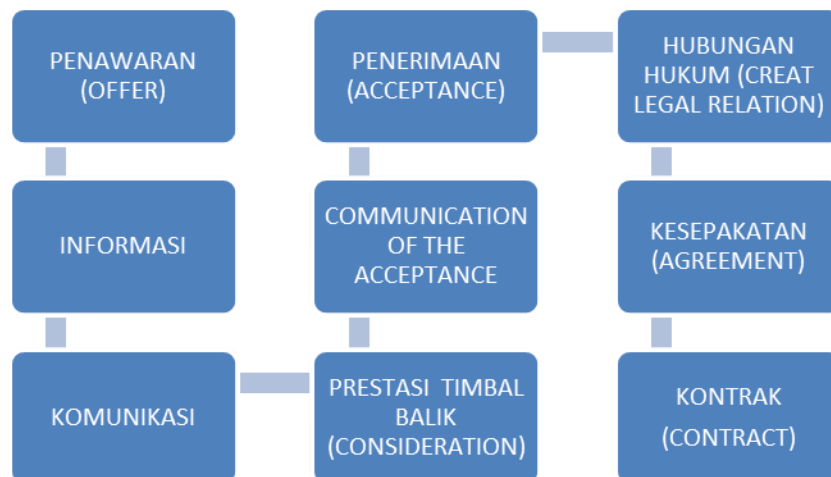 PENAWARAN
(OFFER)
INFORMASI
KOMUNIKASI
PRESTASI TIMBAL
BALIK
(CONSIDERATION)
COMMUNICATION
OF THE
ACCEPTANCE
PENERIMAAN
(ACCEPTANCE)
HUBUNGAN
HUKUM (CREAT
LEGAL RELATION)
KESEPAKATAN
(AGREEMENT)
KONTRAK
(CONTRACT)